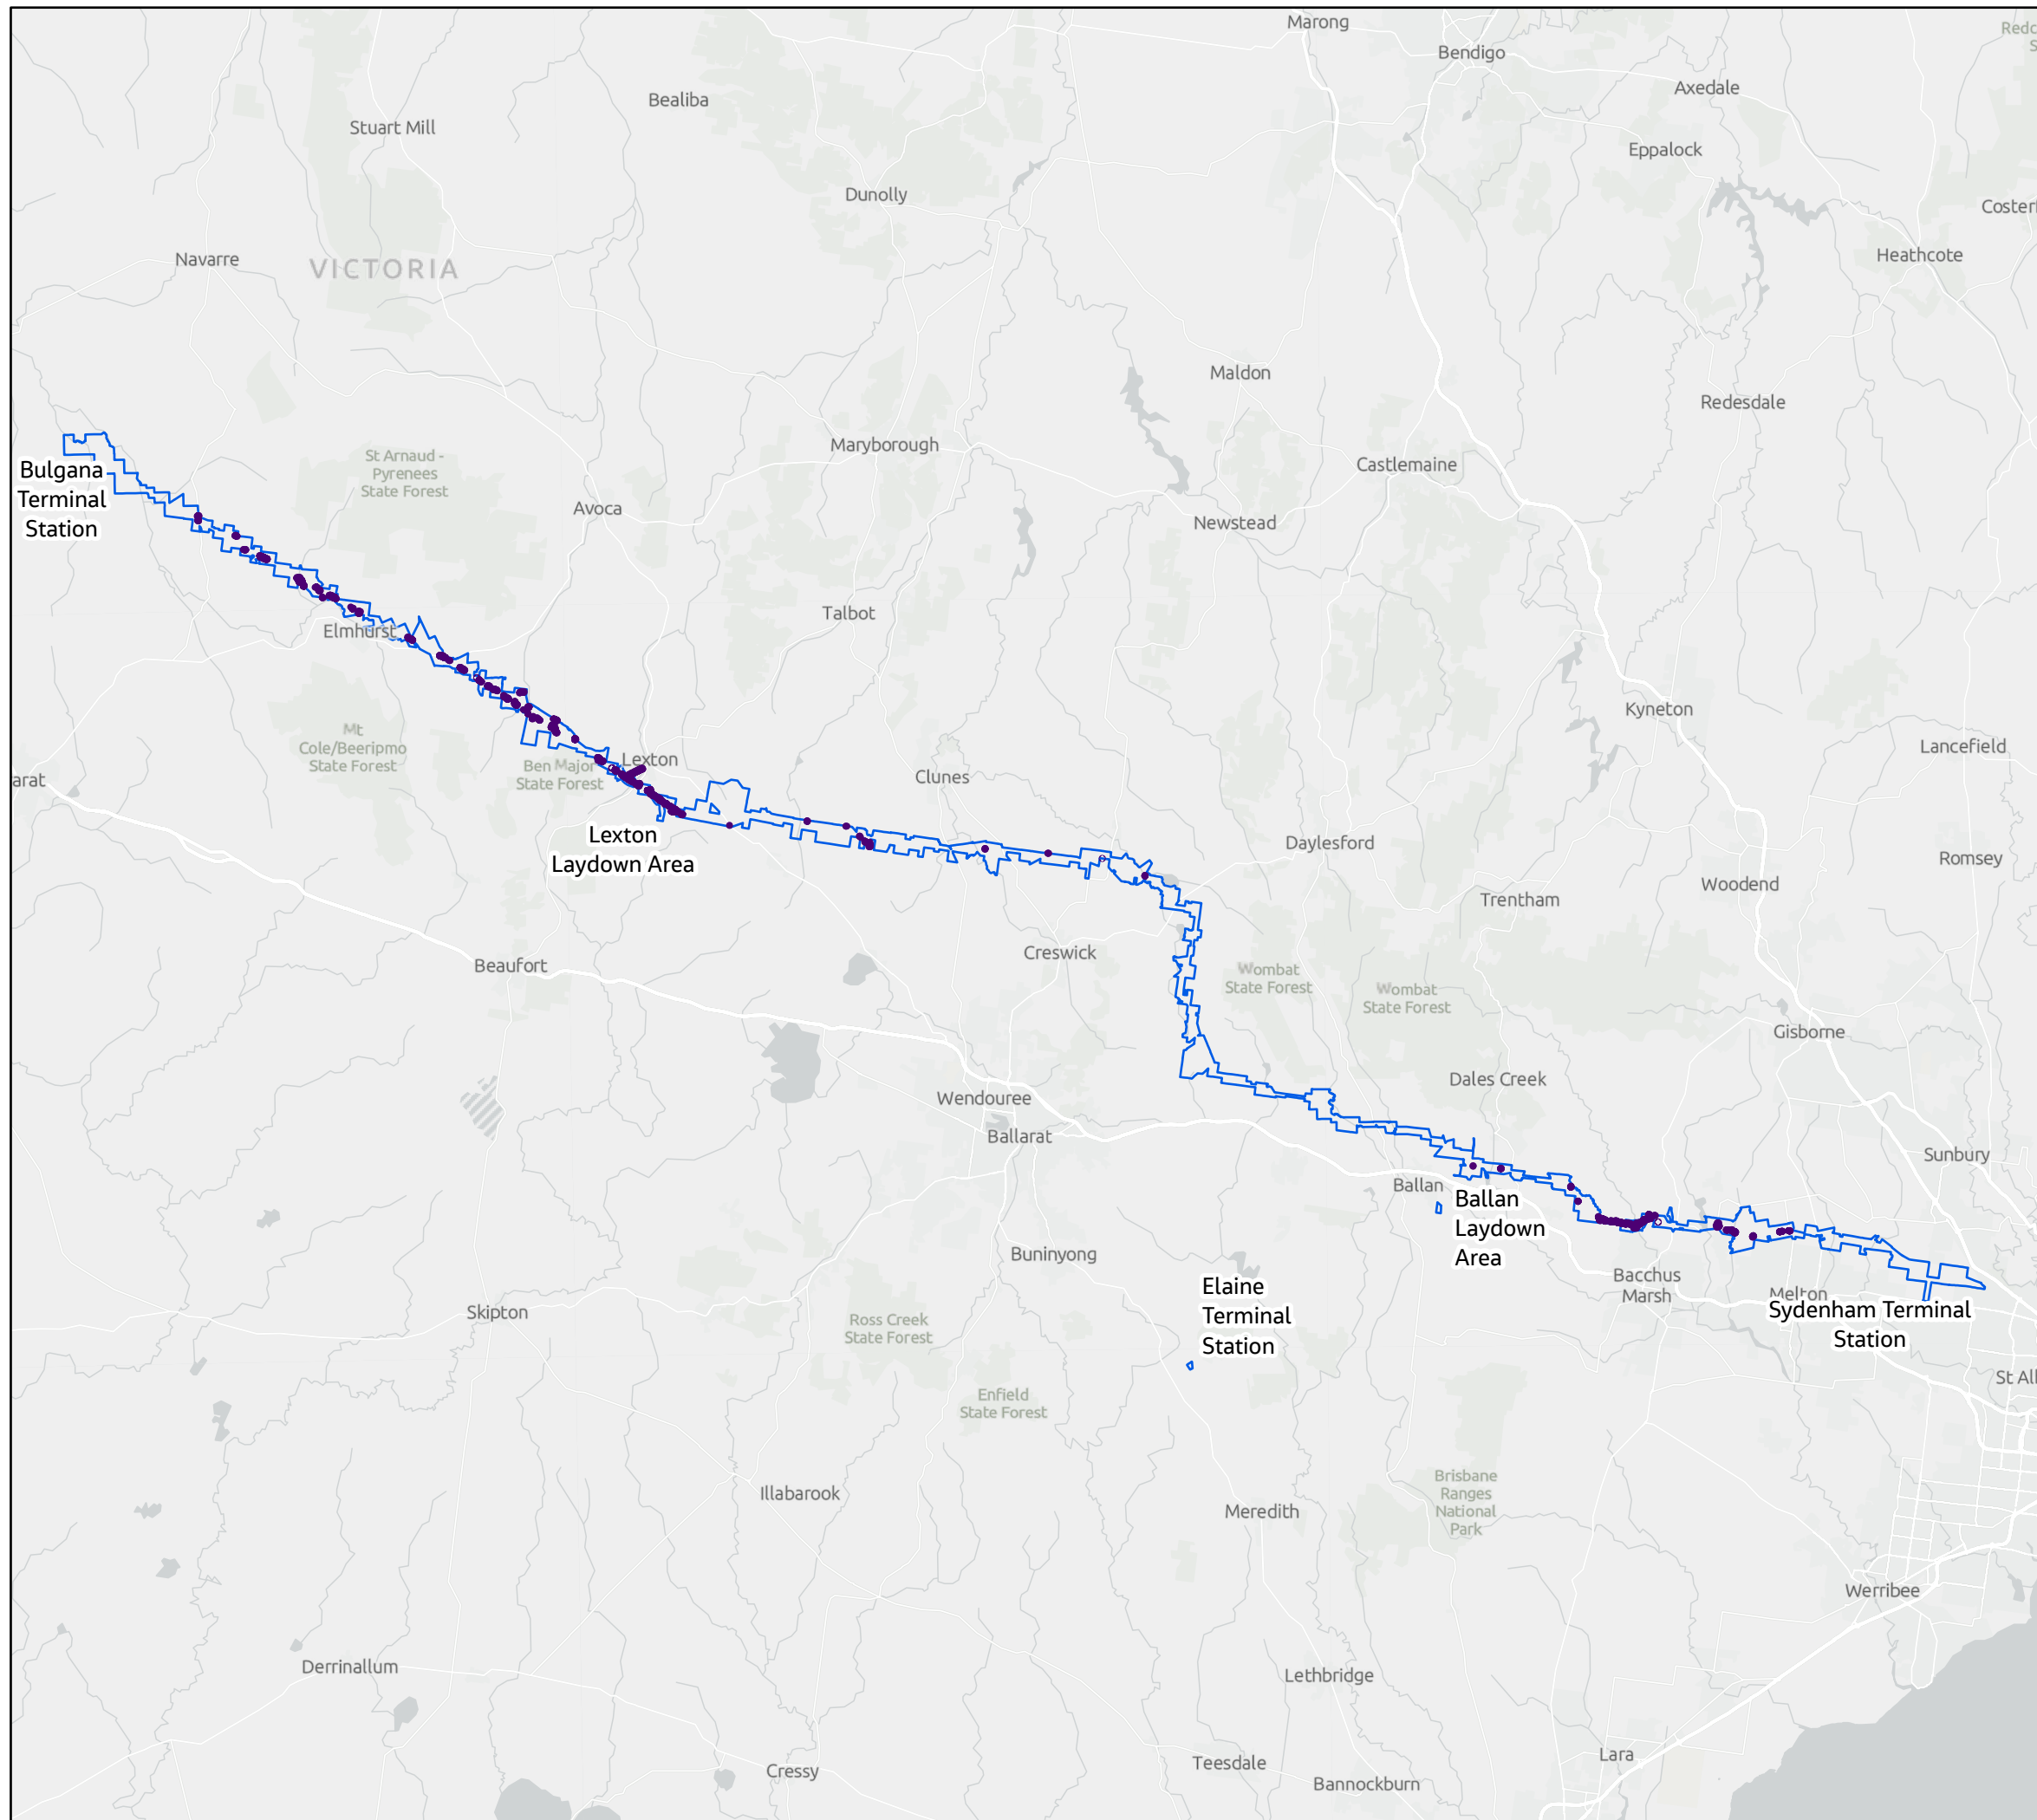 Marong
Bendigo
Redc
S
Axedale
Bealiba
Stuart Mill
Eppalock
Dunolly
Coster
Navarre
VICTORIA
Heathcote
Maldon
Redesdale
Maryborough
St Arnaud -
Pyrenees
State Forest
Castlemaine
Bulgana
Terminal
Station
Avoca
Newstead
Talbot
Elmhurst
Kyneton
Mt
Cole/Beeripmo
State Forest
Lancefield
Lexton
Ben Major
State Forest
Clunes
arat
Lexton
Laydown Area
Daylesford
Romsey
Woodend
Trentham
Creswick
Beaufort
Wombat
State Forest
Wombat
State Forest
Gisborne
Dales Creek
Wendouree
Ballarat
Sunbury
Ballan
Ballan
Laydown
Area
Buninyong
Bacchus
Marsh
Elaine
Terminal
Station
Melton
Sydenham Terminal
Station
Skipton
Ross Creek
State Forest
St Al
Enfield
State Forest
Brisbane
Ranges
National
Park
Illabarook
Meredith
Werribee
Derrinallum
Lethbridge
Lara
Teesdale
Cressy
Bannockburn